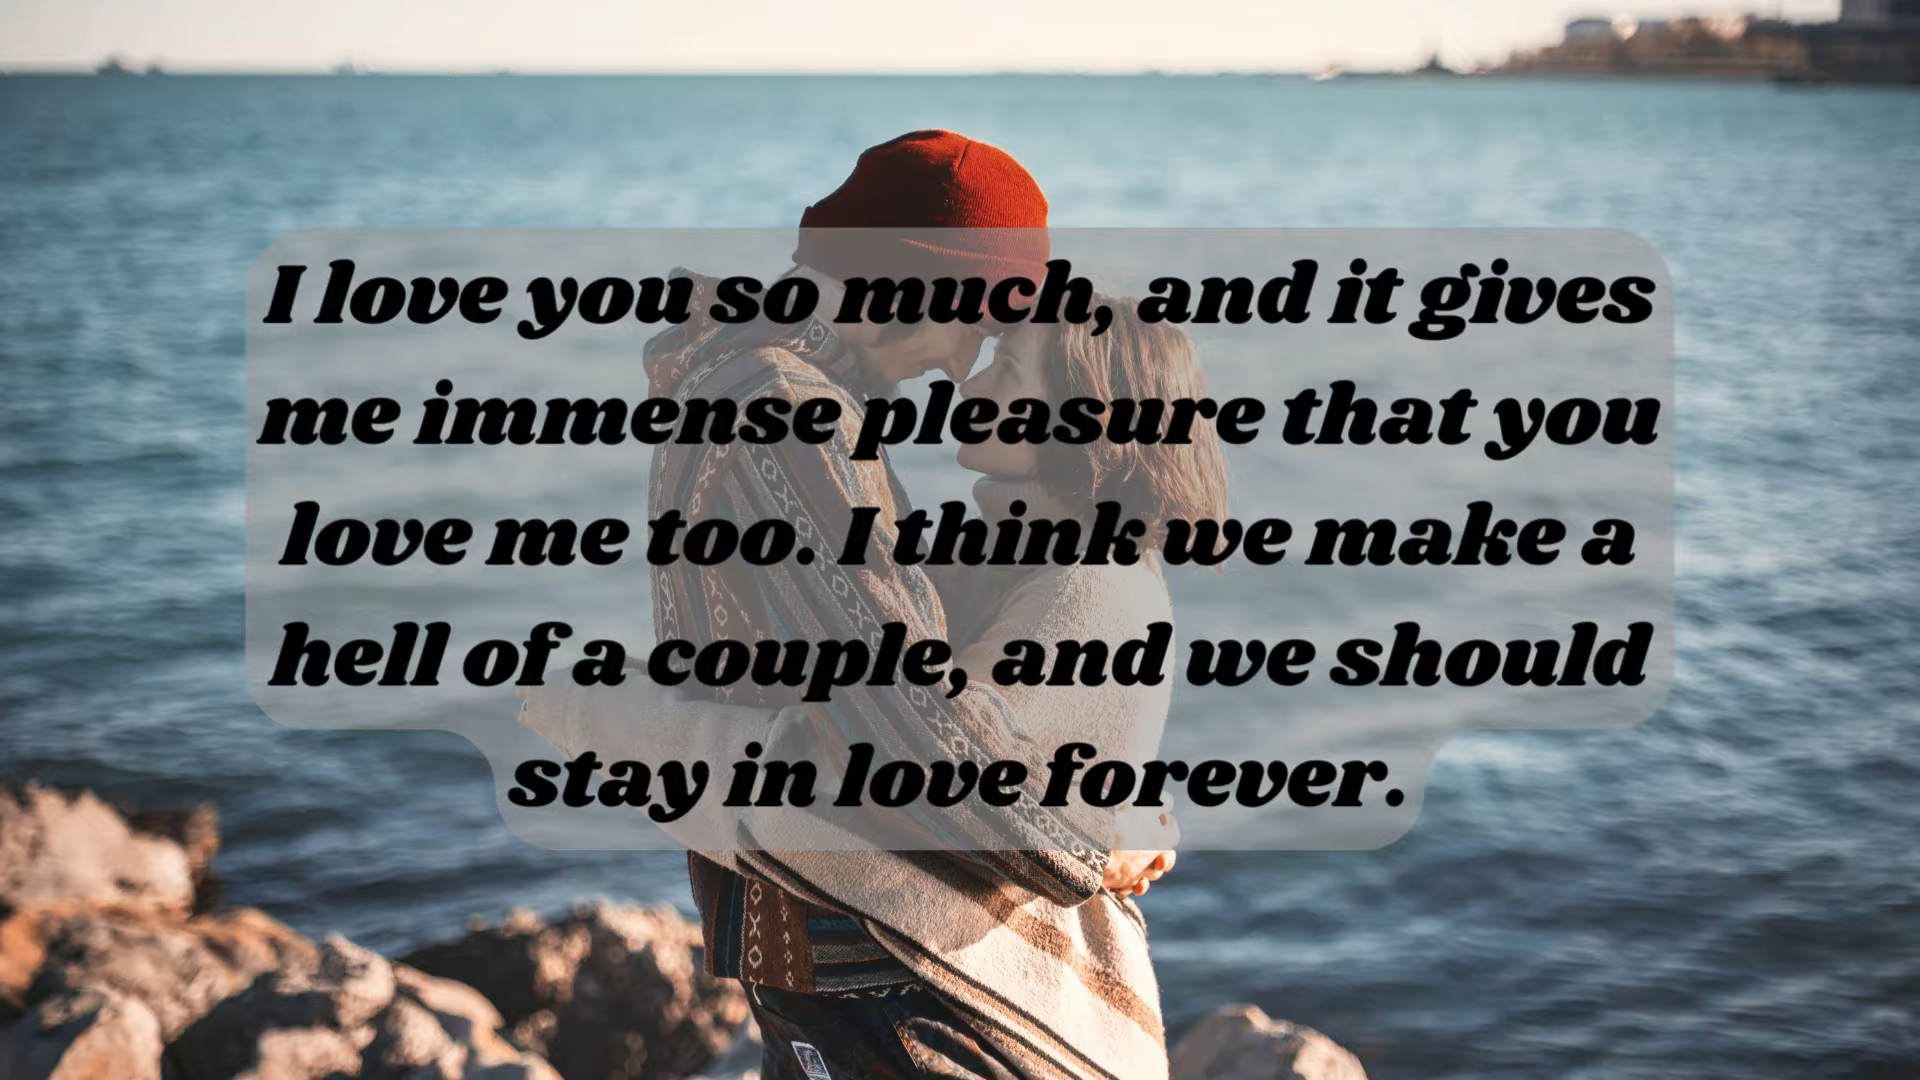 I love you so much, and it gives
me immense pleasure that you
love me too. I think we make a
hell of a couple, and we should
stay in love forever.